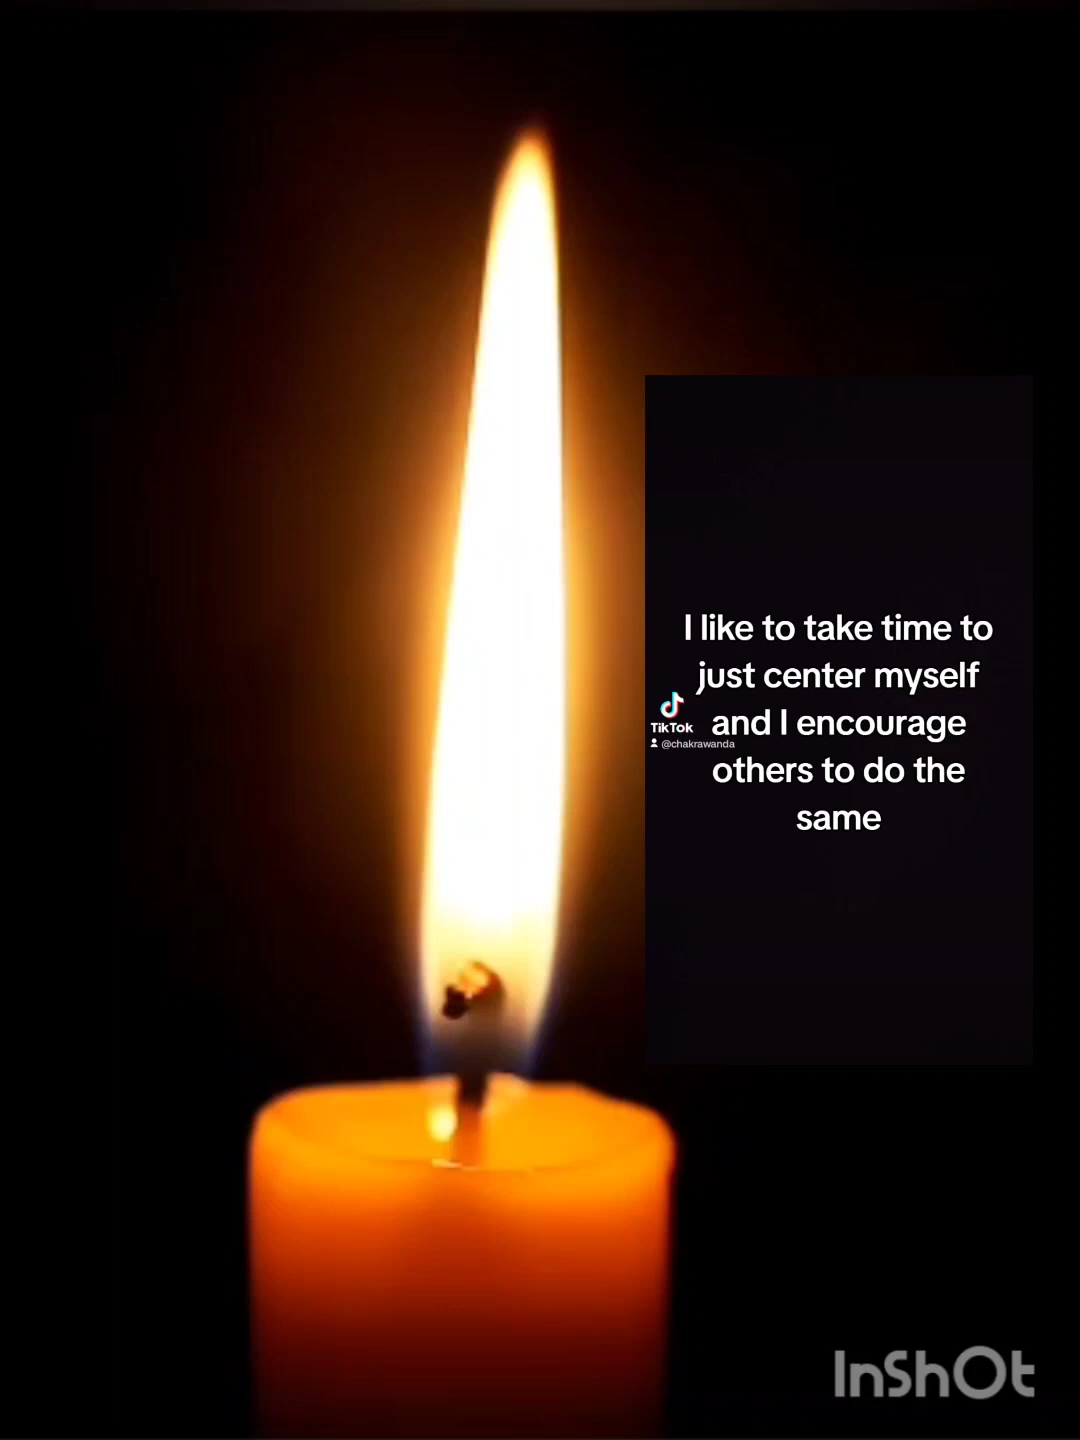 I like to take time to
just center myself
and I encourage
others to do the
same
TikTok
@chakrawanda
InShOt